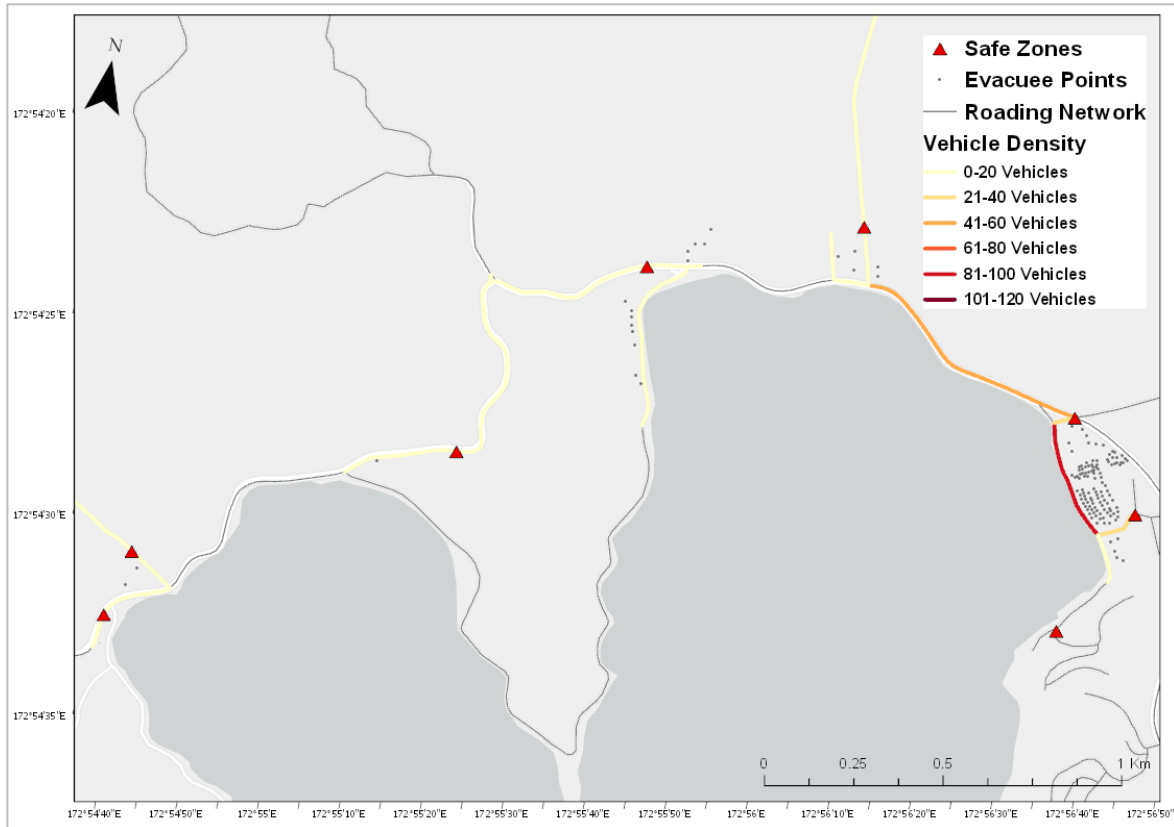 N
Safe Zones
Evacuee Points
Roading Network
Vehicle Density
0-20 Vehicles
21-40 Vehicles
41-60 Vehicles
61-80 Vehicles
81-100 Vehicles
101-120 Vehicles
172°54'20"E
172°54'25"E
172°54'30"E
172°54'35"E
0 0.25 0.5 1 Km
172°54'40"E 172°54'50"E 172°55'E 172°55'10"E 172°55'20"E 172°55'30"E 172°55'40"E 172°55'50"E 172°56'E 172°56'10"E 172°56'20"E 172°56'30"E 172°56'40"E 172°56'50"E